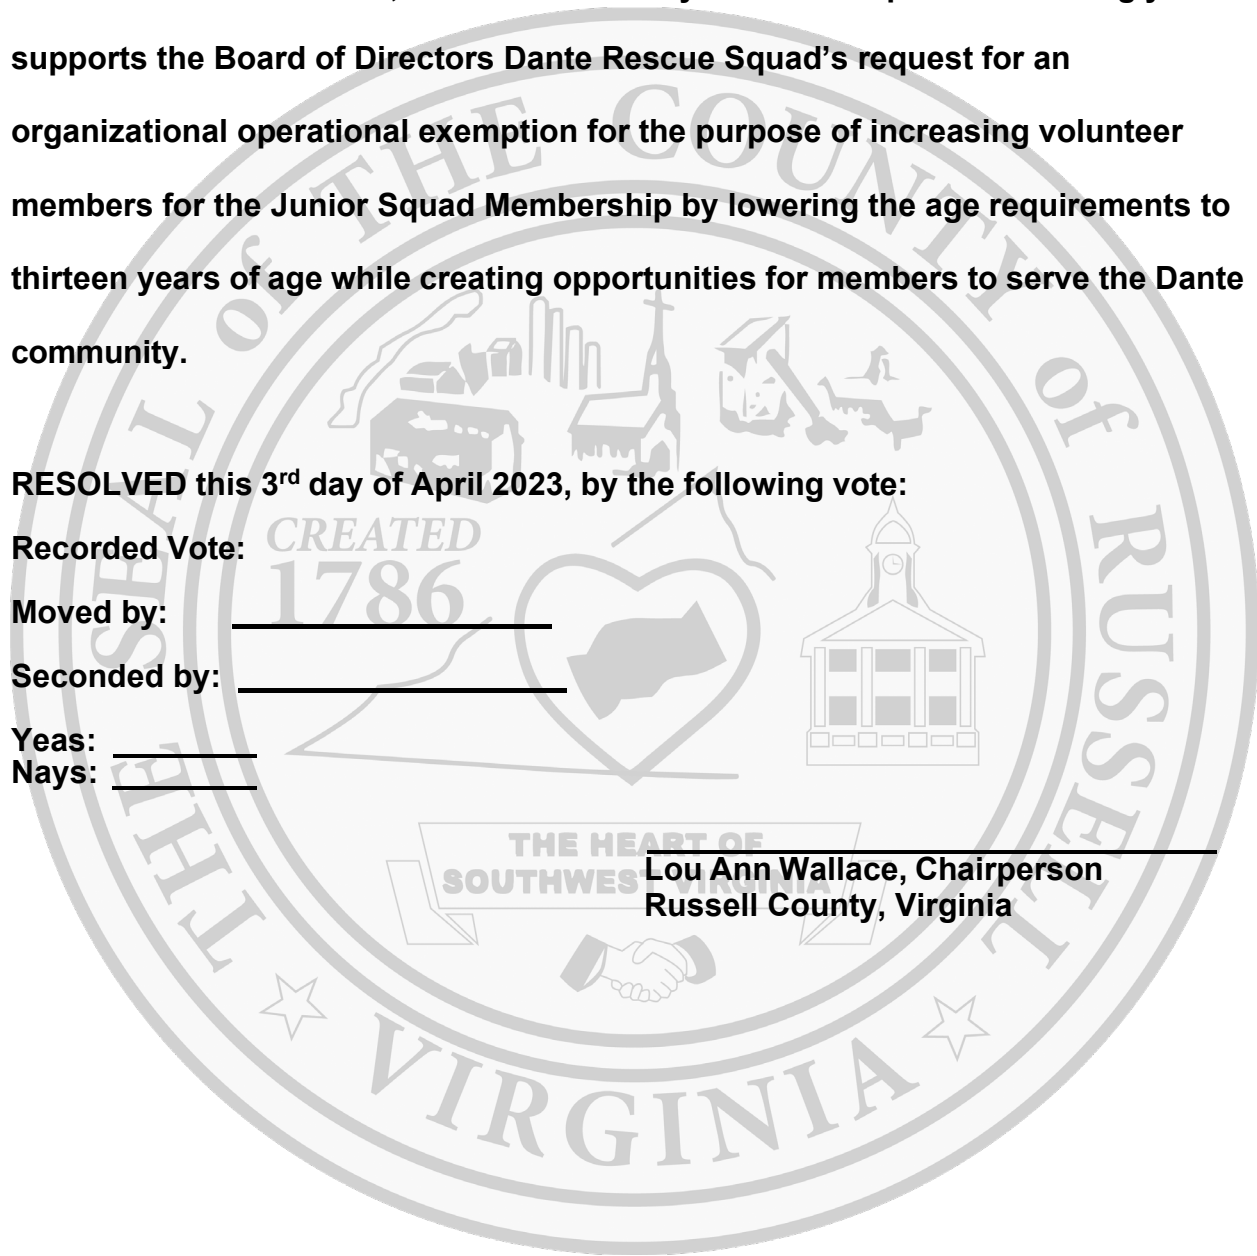 supports the Board of Directors Dante Rescue Squad’s request for an
organizational operational exemption for the purpose of increasing volunteer
members for the Junior Squad Membership by lowering the age requirements to
thirteen years of age while creating opportunities for members to serve the Dante
community.
RESOLVED this 3rd day of April 2023, by the following vote:
Recorded Vote:
Moved by:
Seconded by:
Yeas:
Nays:
Lou Ann Wallace, Chairperson
Russell County, Virginia
THE SEAL of THE COUNTY of RUSSELL
VIRGINIA
CREATED
1786
THE HEART OF
SOUTHWEST VIRGINIA